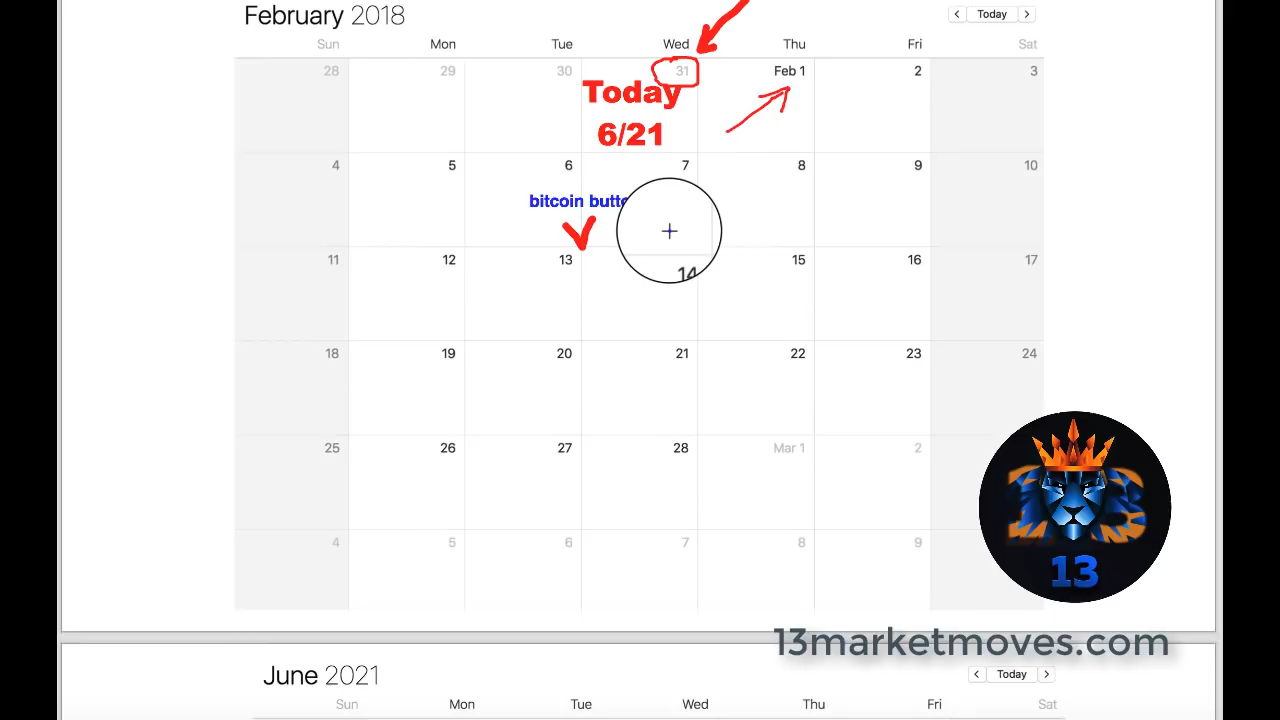 February 2018
Today
Sun Mon Tue Wed Thu Fri Sat
28 29 30 31 Feb 1 2 3
Today
6/21
4 5 6 7 8 9 10
bitcoin
11 12 13 14 15 16 17
18 19 20 21 22 23 24
25 26 27 28 Mar 1 2
4 5 6 7 8 9
13
13marketmoves.com
June 2021
Today
Sun Mon Tue Wed Thu Fri Sat